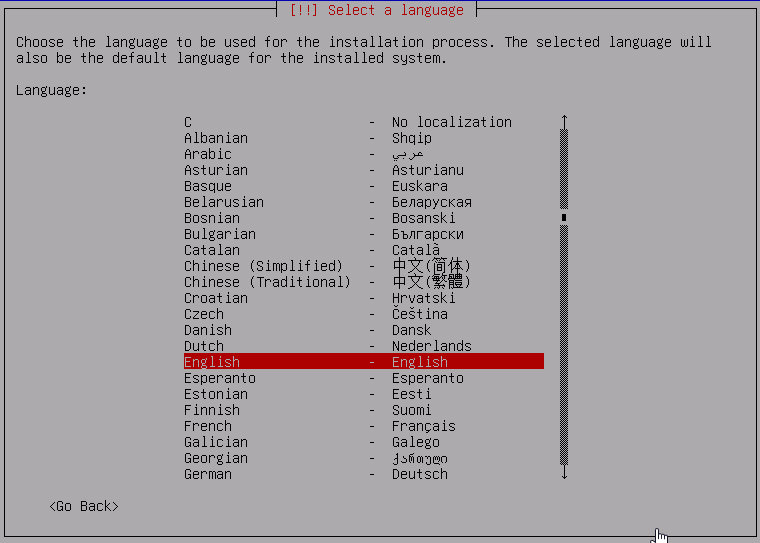 [!!] Select a language
Choose the language to be used for the installation process. The selected language will
also be the default language for the installed system.
Language:
C - No localization
Albanian - Shqip
Arabic - عربي
Asturian - Asturianu
Basque - Euskara
Belarusian - Беларуская
Bosnian - Bosanski
Bulgarian - Български
Catalan - Català
Chinese (Simplified) - 中文(简体)
Chinese (Traditional) - 中文(繁體)
Croatian - Hrvatski
Czech - Čeština
Danish - Dansk
Dutch - Nederlands
English - English
Esperanto - Esperanto
Estonian - Eesti
Finnish - Suomi
French - Français
Galician - Galego
Georgian - ქართული
German - Deutsch
<Go Back>